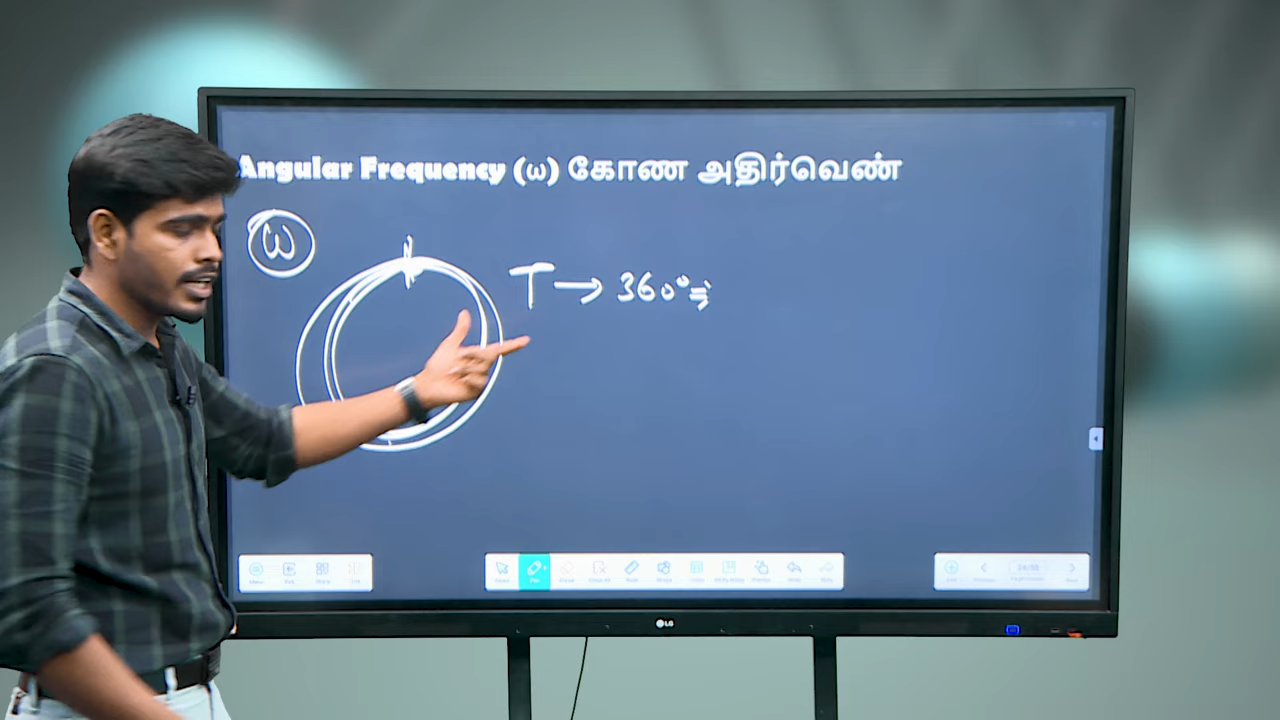 Angular Frequency (ω) கோண அதிர்வெண்
ω
T → 360°
LG